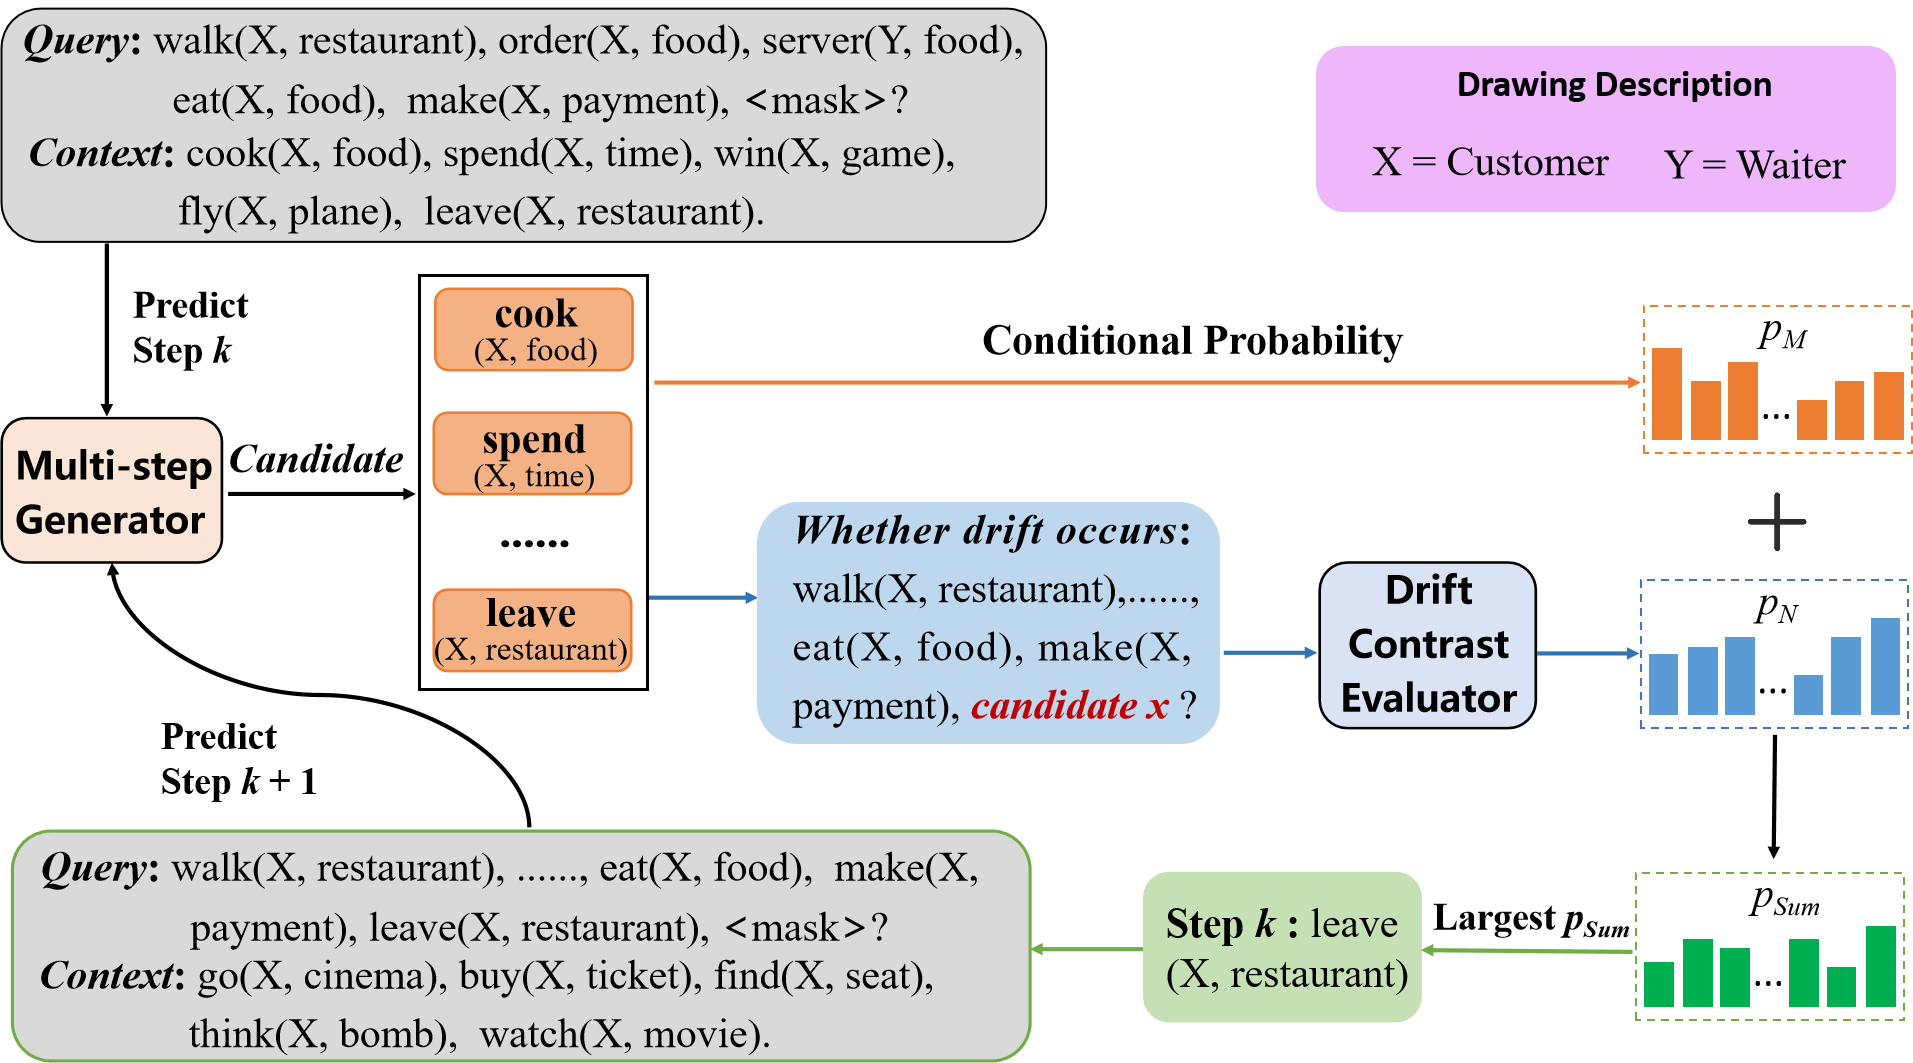 Query: walk(X, restaurant), order(X, food), server(Y, food),
eat(X, food), make(X, payment), <mask>?
Context: cook(X, food), spend(X, time), win(X, game),
fly(X, plane), leave(X, restaurant).
Drawing Description
X = Customer Y = Waiter
Predict
Step k
Multi-step
Generator
Candidate
cook
(X, food)
spend
(X, time)
......
leave
(X, restaurant)
Conditional Probability
p_M
...
+
Whether drift occurs:
walk(X, restaurant),......,
eat(X, food), make(X,
payment), candidate x ?
Drift
Contrast
Evaluator
p_N
...
p_Sum
...
Largest p_Sum
Step k : leave
(X, restaurant)
Predict
Step k + 1
Query: walk(X, restaurant), ......, eat(X, food), make(X,
payment), leave(X, restaurant), <mask>?
Context: go(X, cinema), buy(X, ticket), find(X, seat),
think(X, bomb), watch(X, movie).